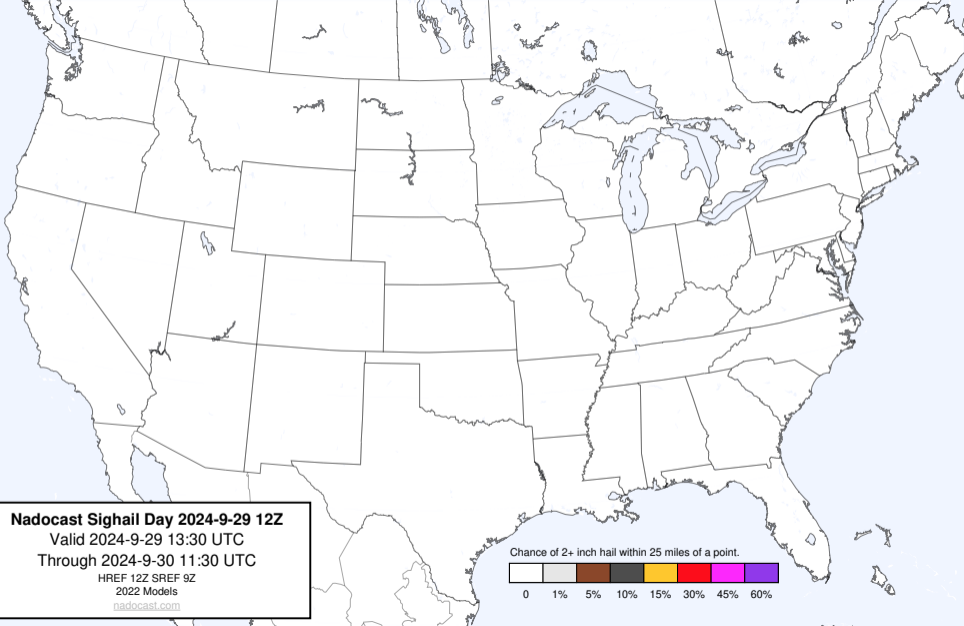 Nadocast Sighail Day 2024-9-29 12Z
Valid 2024-9-29 13:30 UTC
Through 2024-9-30 11:30 UTC
HREF 12Z SREF 9Z
2022 Models
nadocast.com
Chance of 2+ inch hail within 25 miles of a point.
0 1% 5% 10% 15% 30% 45% 60%